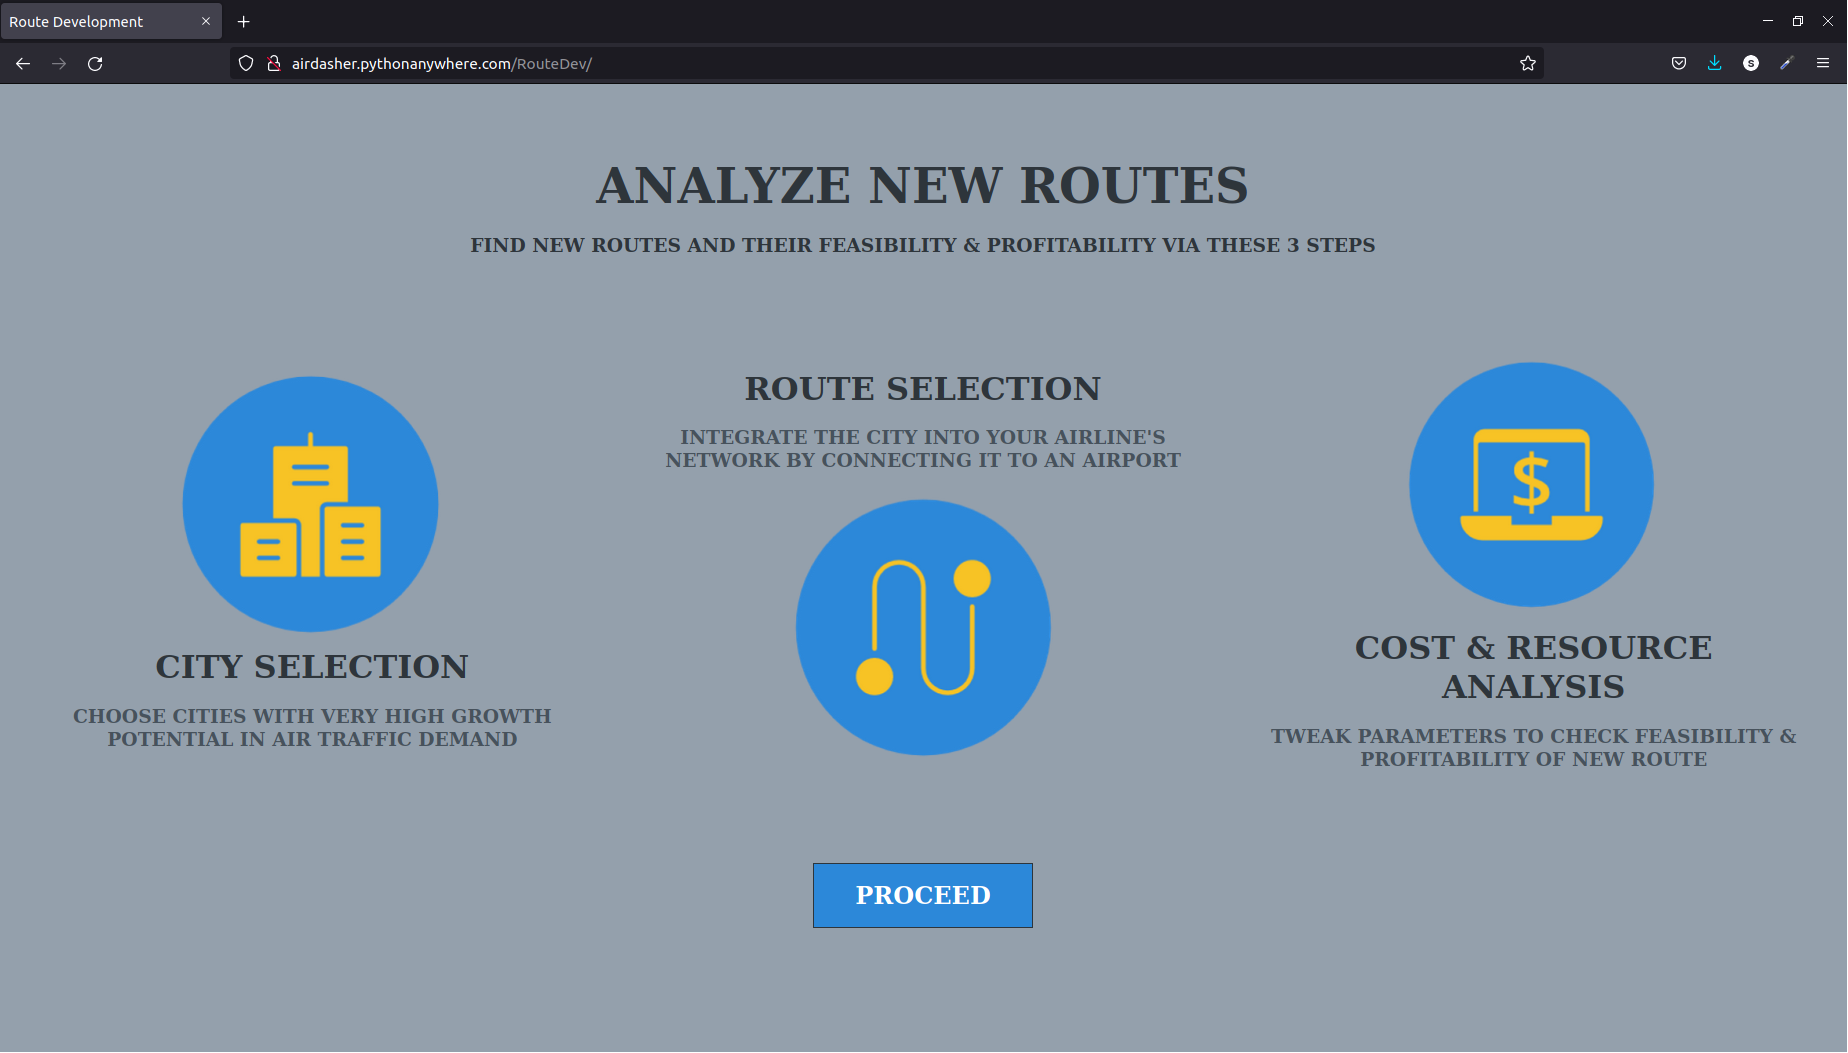 Route Development
airdasher.pythonanywhere.com/RouteDev/
S
ANALYZE NEW ROUTES
FIND NEW ROUTES AND THEIR FEASIBILITY & PROFITABILITY VIA THESE 3 STEPS
CITY SELECTION
CHOOSE CITIES WITH VERY HIGH GROWTH
POTENTIAL IN AIR TRAFFIC DEMAND
ROUTE SELECTION
INTEGRATE THE CITY INTO YOUR AIRLINE'S
NETWORK BY CONNECTING IT TO AN AIRPORT
$
COST & RESOURCE
ANALYSIS
TWEAK PARAMETERS TO CHECK FEASIBILITY &
PROFITABILITY OF NEW ROUTE
PROCEED